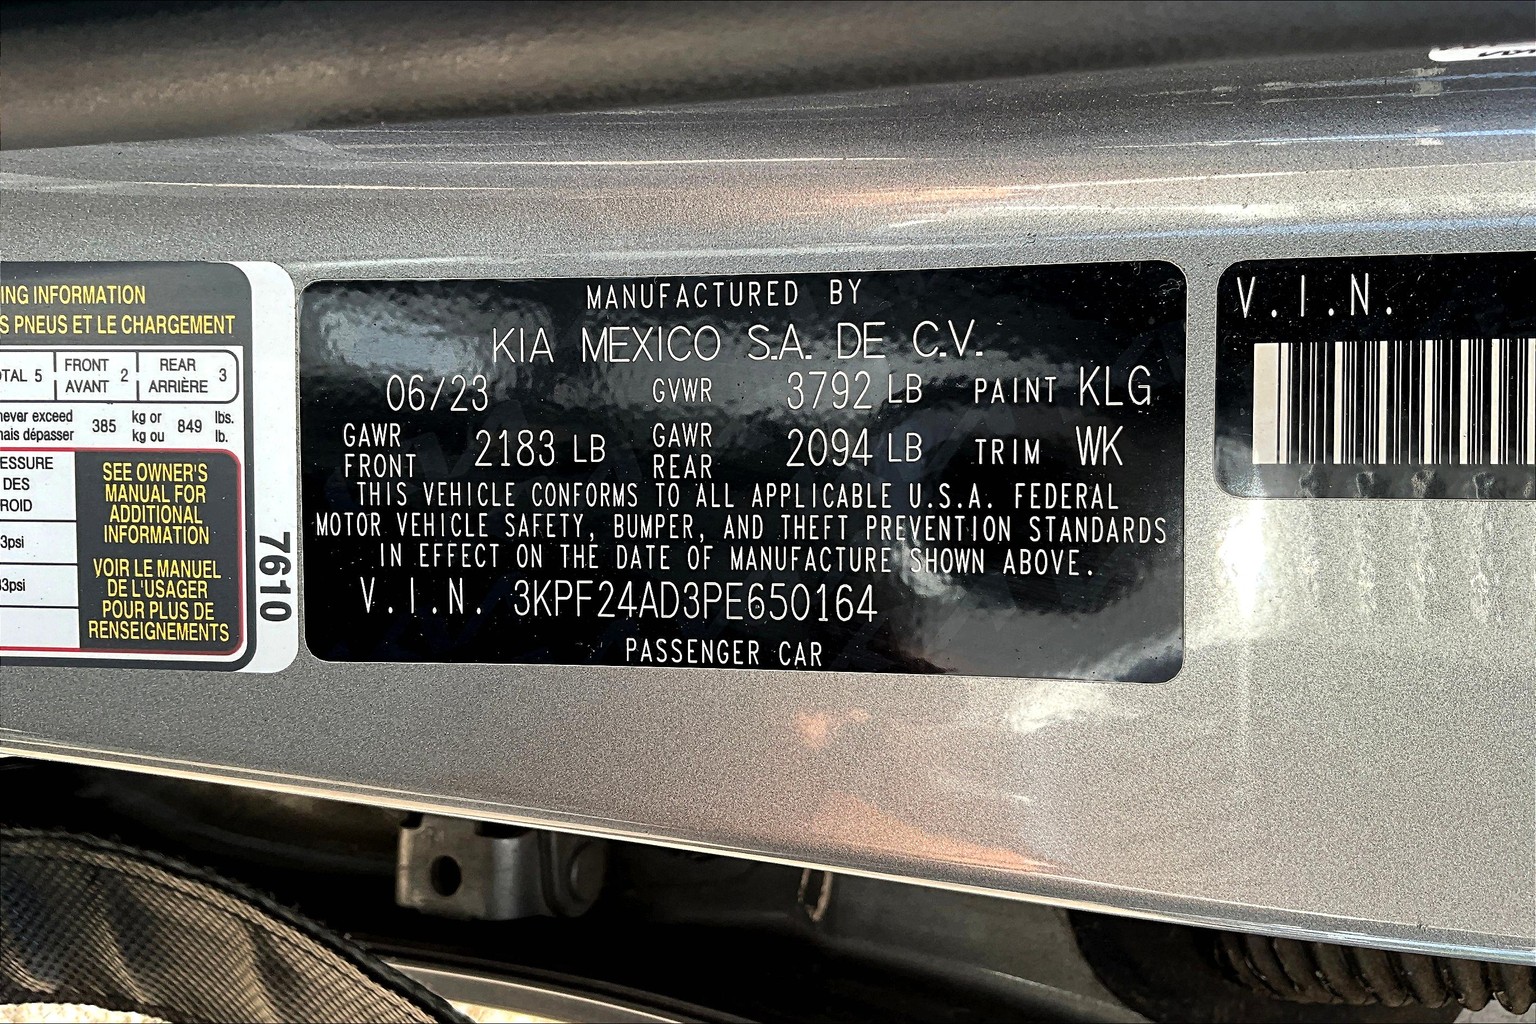 ING INFORMATION
S PNEUS ET LE CHARGEMENT
TOTAL 5 FRONT AVANT 2 REAR ARRIÈRE 3
never exceed 385 kg or 849 lbs.
mais dépasser kg ou lb.
ESSURE
DES
ROID
3psi
33psi
SEE OWNER'S
MANUAL FOR
ADDITIONAL
INFORMATION
VOIR LE MANUEL
DE L'USAGER
POUR PLUS DE
RENSEIGNEMENTS
7610
MANUFACTURED BY
KIA MEXICO S.A. DE C.V.
06/23 GVWR 3792 LB PAINT KLG
GAWR FRONT 2183 LB GAWR REAR 2094 LB TRIM WK
THIS VEHICLE CONFORMS TO ALL APPLICABLE U.S.A. FEDERAL
MOTOR VEHICLE SAFETY, BUMPER, AND THEFT PREVENTION STANDARDS
IN EFFECT ON THE DATE OF MANUFACTURE SHOWN ABOVE.
V.I.N. 3KPF24AD3PE650164
PASSENGER CAR
V.I.N.